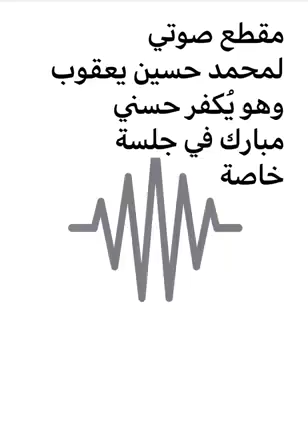 مقطع صوتي
لمحمد حسين يعقوب
وهو يُكفر حسني
مبارك في جلسة
خاصة